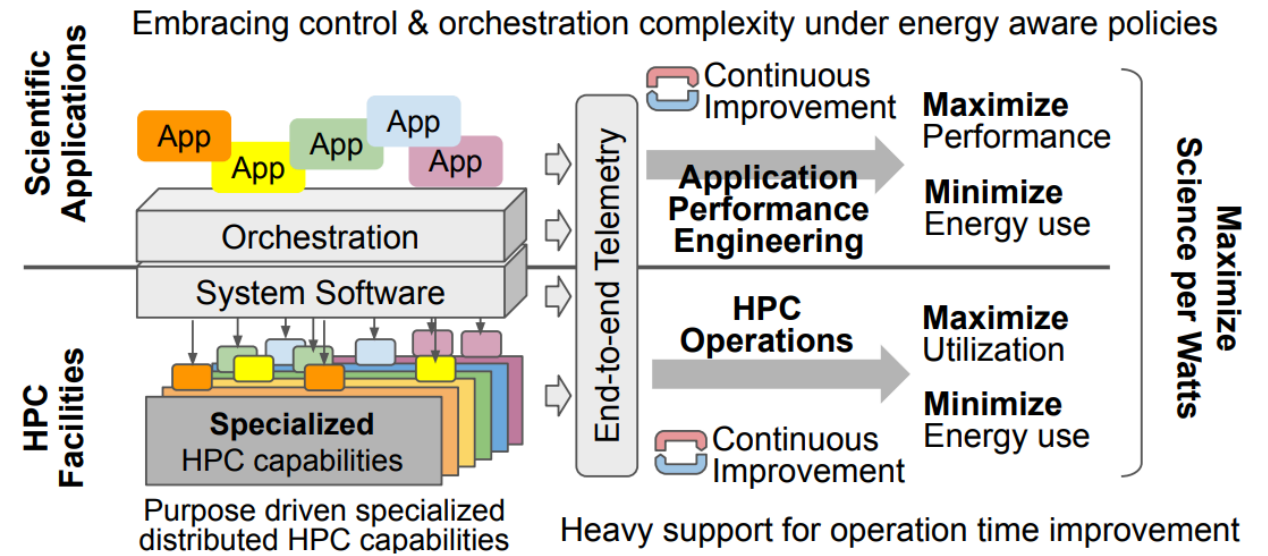 Embracing control & orchestration complexity under energy aware policies
Scientific
Applications
App
App
App
App
App
Orchestration
System Software
HPC
Facilities
Specialized
HPC capabilities
Purpose driven specialized
distributed HPC capabilities
End-to-end Telemetry
Continuous
Improvement
Application
Performance
Engineering
Maximize
Performance
Minimize
Energy use
HPC
Operations
Maximize
Utilization
Minimize
Energy use
Continuous
Improvement
Heavy support for operation time improvement
Maximize
Science per Watts